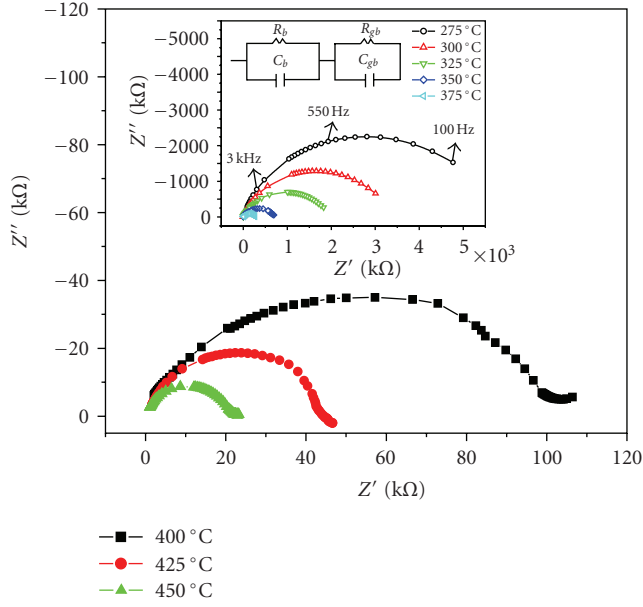 −120
−100
−80
−60
−40
−20
0
Z″ (kΩ)
0 20 40 60 80 100 120
Z′ (kΩ)
−5000
−4000
−3000
−2000
−1000
0
Z″ (kΩ)
R_b R_gb
C_b C_gb
275 °C
300 °C
325 °C
350 °C
375 °C
3 kHz
550 Hz
100 Hz
0 1 2 3 4 5
×10³
Z′ (kΩ)
400 °C
425 °C
450 °C